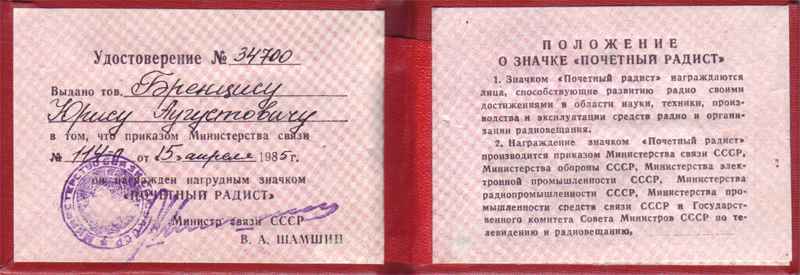 Удостоверение № 34700
Выдано тов. Бренцису
Юрису Аугустовичу
в том, что приказом Министерства связи
от 15 апреля 1985 г.
он награжден нагрудным значком
«ПОЧЕТНЫЙ РАДИСТ»
Министр связи СССР
В. А. ШАМШИН
ПОЛОЖЕНИЕ
О ЗНАЧКЕ «ПОЧЕТНЫЙ РАДИСТ»
1. Значком «Почетный радист» награждаются
лица, способствующие развитию радио своими
достижениями в области науки, техники, произ-
водства и эксплуатации средств радио и органи-
зации радиовещания.
2. Награждение значком «Почетный радист»
производится приказом Министерства связи СССР,
Министерства обороны СССР, Министерства элек-
тронной промышленности СССР, Министерства
радиопромышленности СССР, Министерства про-
мышленности средств связи СССР и Государст-
венного комитета Совета Министров СССР по те-
левидению и радиовещанию.